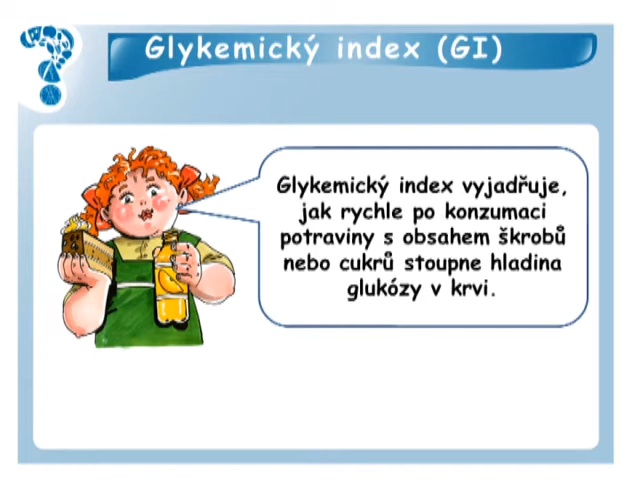 Glykemický index (GI)
Glykemický index vyjadřuje,
jak rychle po konzumaci
potraviny s obsahem škrobů
nebo cukrů stoupne hladina
glukózy v krvi.